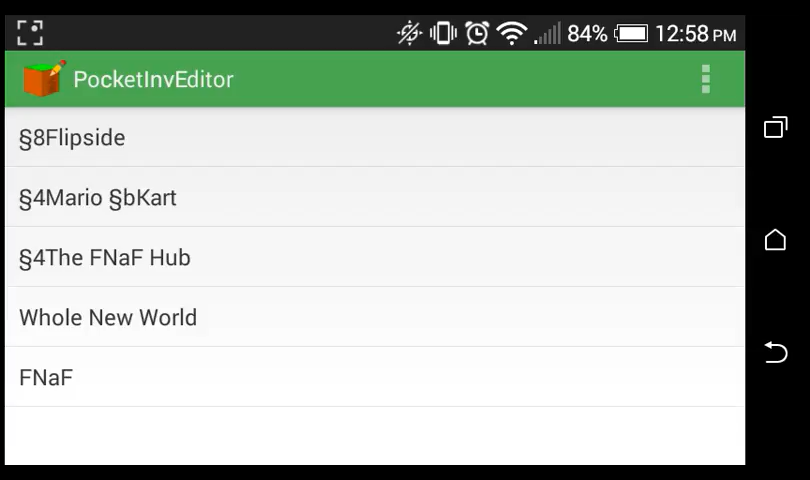 84% 12:58 PM
PocketInvEditor
§8Flipside
§4Mario §bKart
§4The FNaF Hub
Whole New World
FNaF